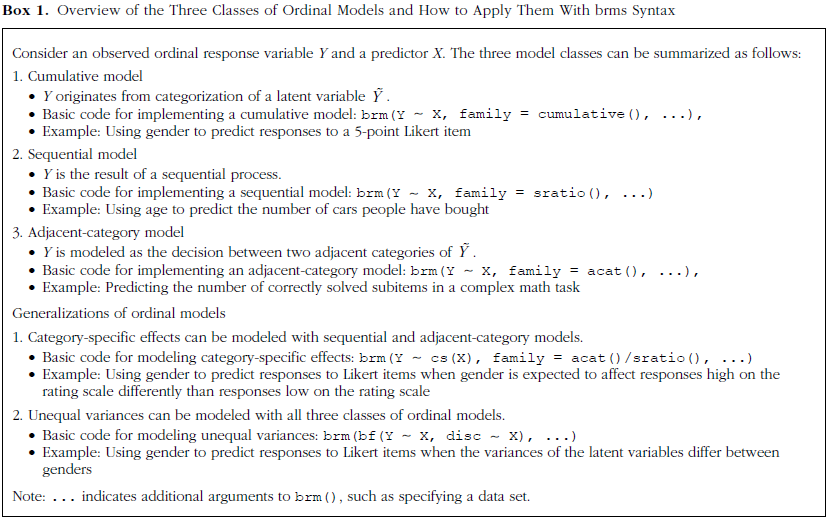 Box 1. Overview of the Three Classes of Ordinal Models and How to Apply Them With brms Syntax
Consider an observed ordinal response variable Y and a predictor X. The three model classes can be summarized as follows:
1. Cumulative model
• Y originates from categorization of a latent variable Ỹ.
• Basic code for implementing a cumulative model: brm(Y ~ X, family = cumulative(), ...),
• Example: Using gender to predict responses to a 5-point Likert item
2. Sequential model
• Y is the result of a sequential process.
• Basic code for implementing a sequential model: brm(Y ~ X, family = sratio(), ...)
• Example: Using age to predict the number of cars people have bought
3. Adjacent-category model
• Y is modeled as the decision between two adjacent categories of Ỹ.
• Basic code for implementing an adjacent-category model: brm(Y ~ X, family = acat(), ...),
• Example: Predicting the number of correctly solved subitems in a complex math task
Generalizations of ordinal models
1. Category-specific effects can be modeled with sequential and adjacent-category models.
• Basic code for modeling category-specific effects: brm(Y ~ cs(X), family = acat()/sratio(), ...)
• Example: Using gender to predict responses to Likert items when gender is expected to affect responses high on the
rating scale differently than responses low on the rating scale
2. Unequal variances can be modeled with all three classes of ordinal models.
• Basic code for modeling unequal variances: brm(bf(Y ~ X, disc ~ X), ...)
• Example: Using gender to predict responses to Likert items when the variances of the latent variables differ between
genders
Note: ... indicates additional arguments to brm(), such as specifying a data set.